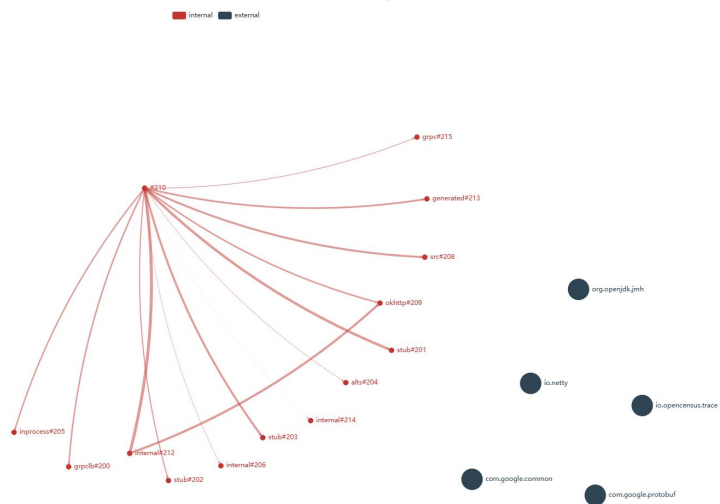 internal
external
grpc#215
#210
generated#213
src#208
org.openjdk.jmh
okhttp#209
stub#201
alts#204
io.netty
io.opencensus.trace
internal#214
inprocess#205
stub#203
internal#212
grpclb#200
internal#206
stub#202
com.google.common
com.google.protobuf